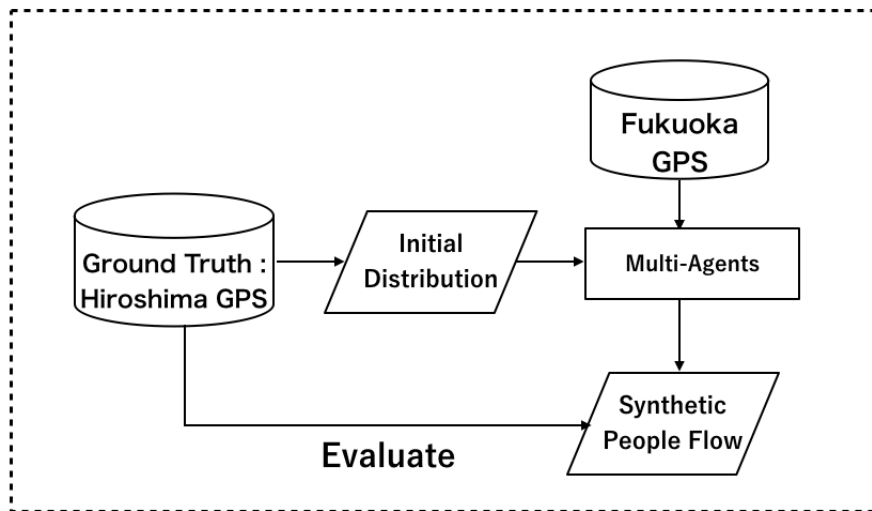 Fukuoka
GPS
Ground Truth :
Hiroshima GPS
Initial
Distribution
Multi-Agents
Synthetic
People Flow
Evaluate